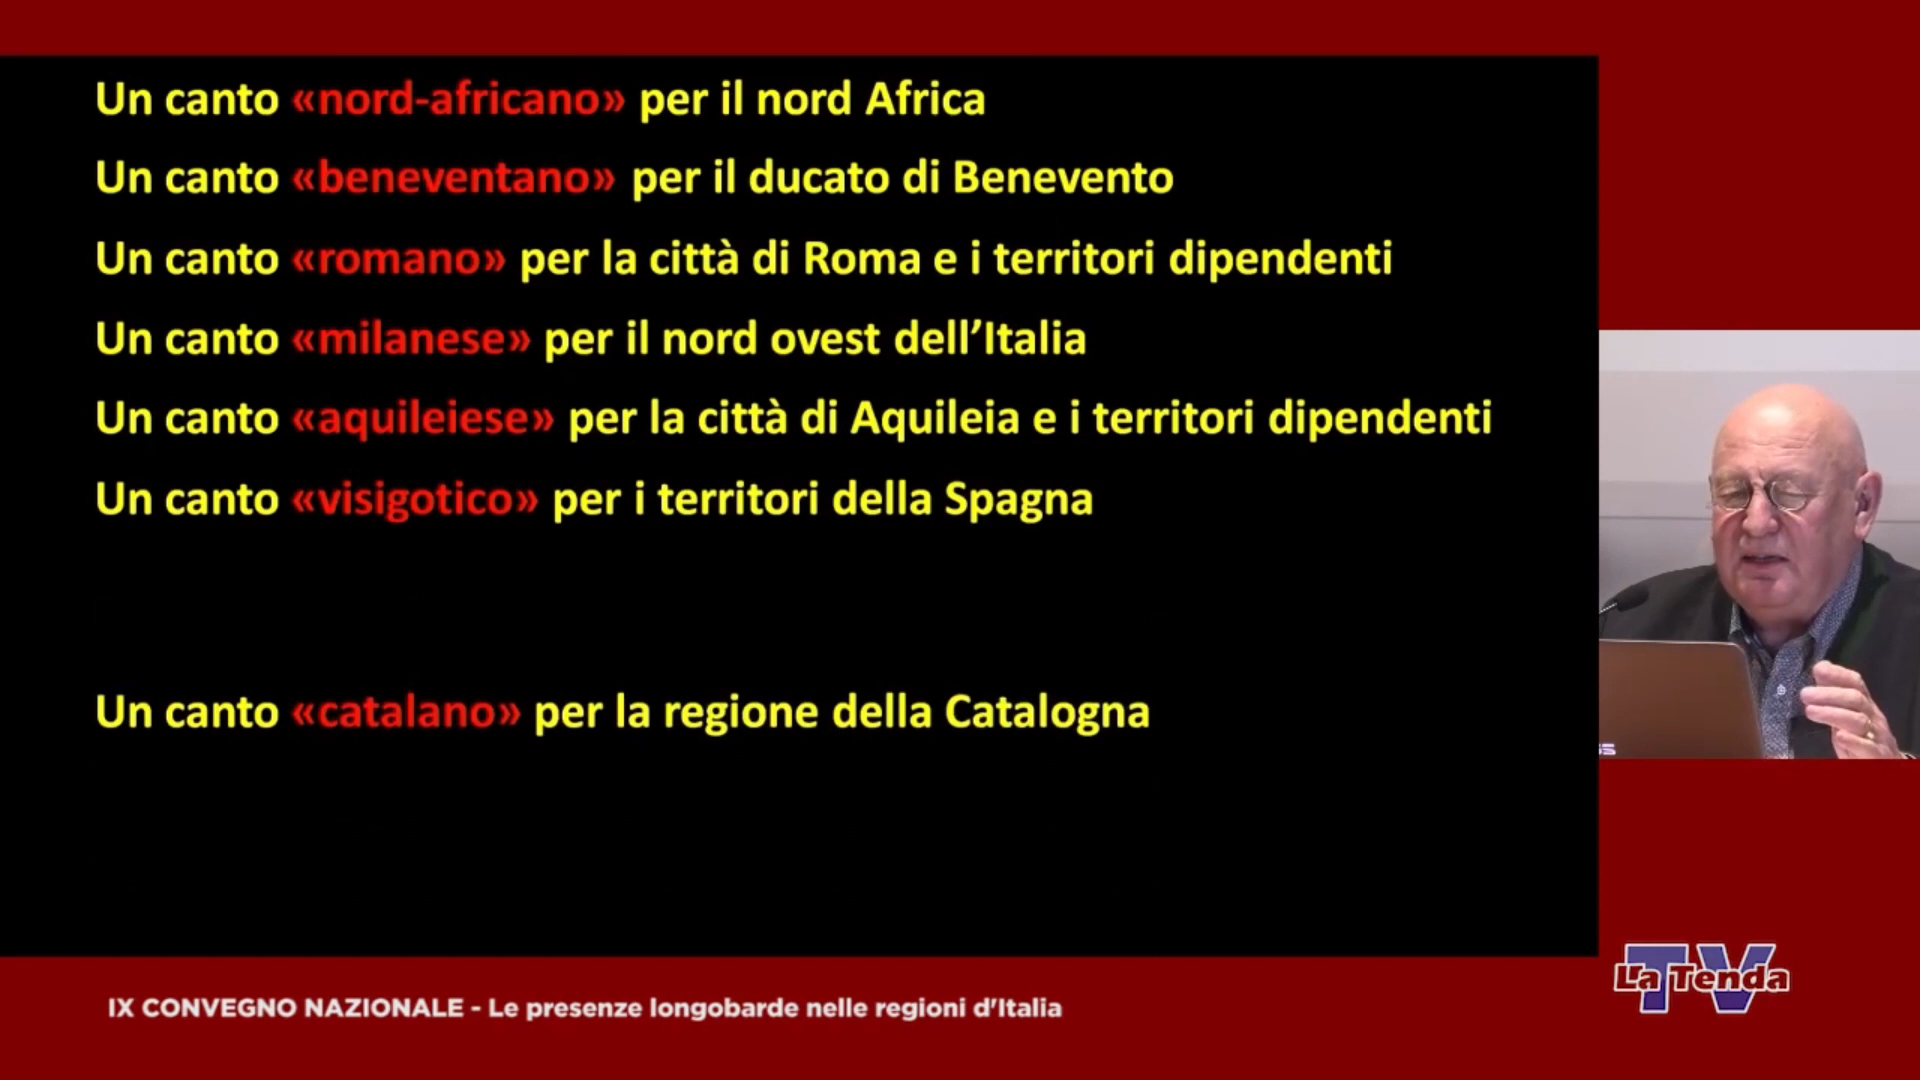 Un canto «nord-africano» per il nord Africa
Un canto «beneventano» per il ducato di Benevento
Un canto «romano» per la città di Roma e i territori dipendenti
Un canto «milanese» per il nord ovest dell’Italia
Un canto «aquileiese» per la città di Aquileia e i territori dipendenti
Un canto «visigotico» per i territori della Spagna
Un canto «catalano» per la regione della Catalogna
TV
La Tenda
IX CONVEGNO NAZIONALE - Le presenze longobarde nelle regioni d'Italia